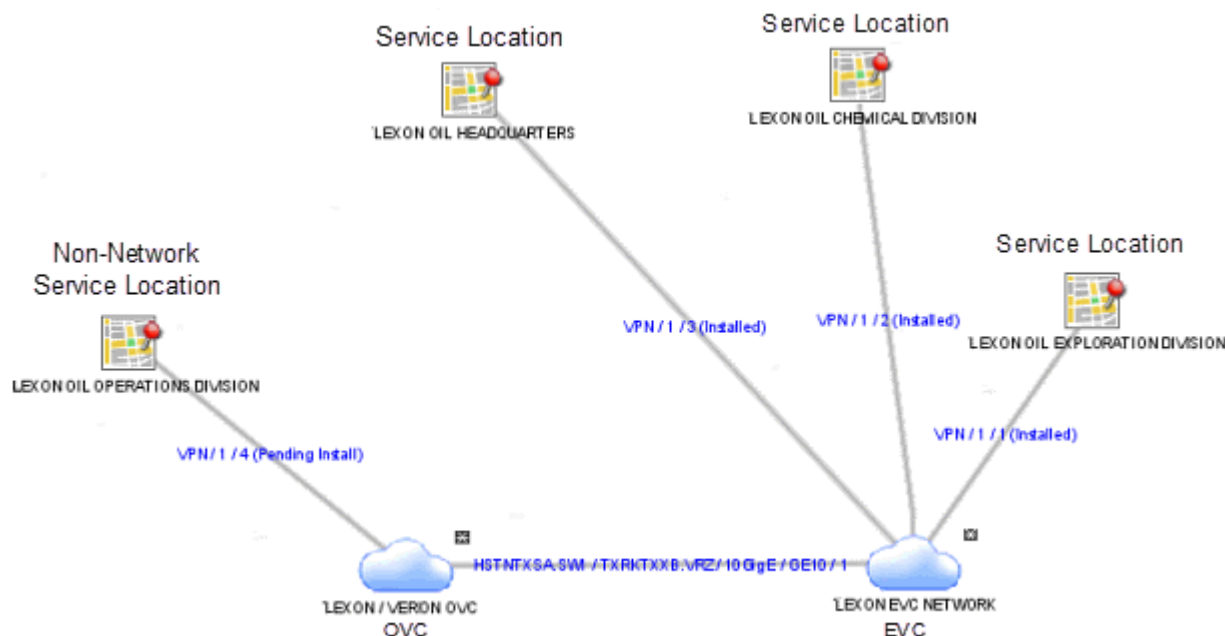 Service Location
LEXON OIL HEADQUARTERS
Service Location
LEXON OIL CHEMICAL DIVISION
Non-Network
Service Location
LEXON OIL OPERATIONS DIVISION
Service Location
LEXON OIL EXPLORATION DIVISION
VPN / 1 / 3 (Installed)
VPN / 1 / 2 (Installed)
VPN / 1 / 1 (Installed)
VPN / 1 / 4 (Pending Install)
HSTNTXSA.SWI / TXRKTXXB.VRZ / 10GigE / GE10 / 1
LEXON / VERION OVC
OVC
LEXON EVC NETWORK
EVC